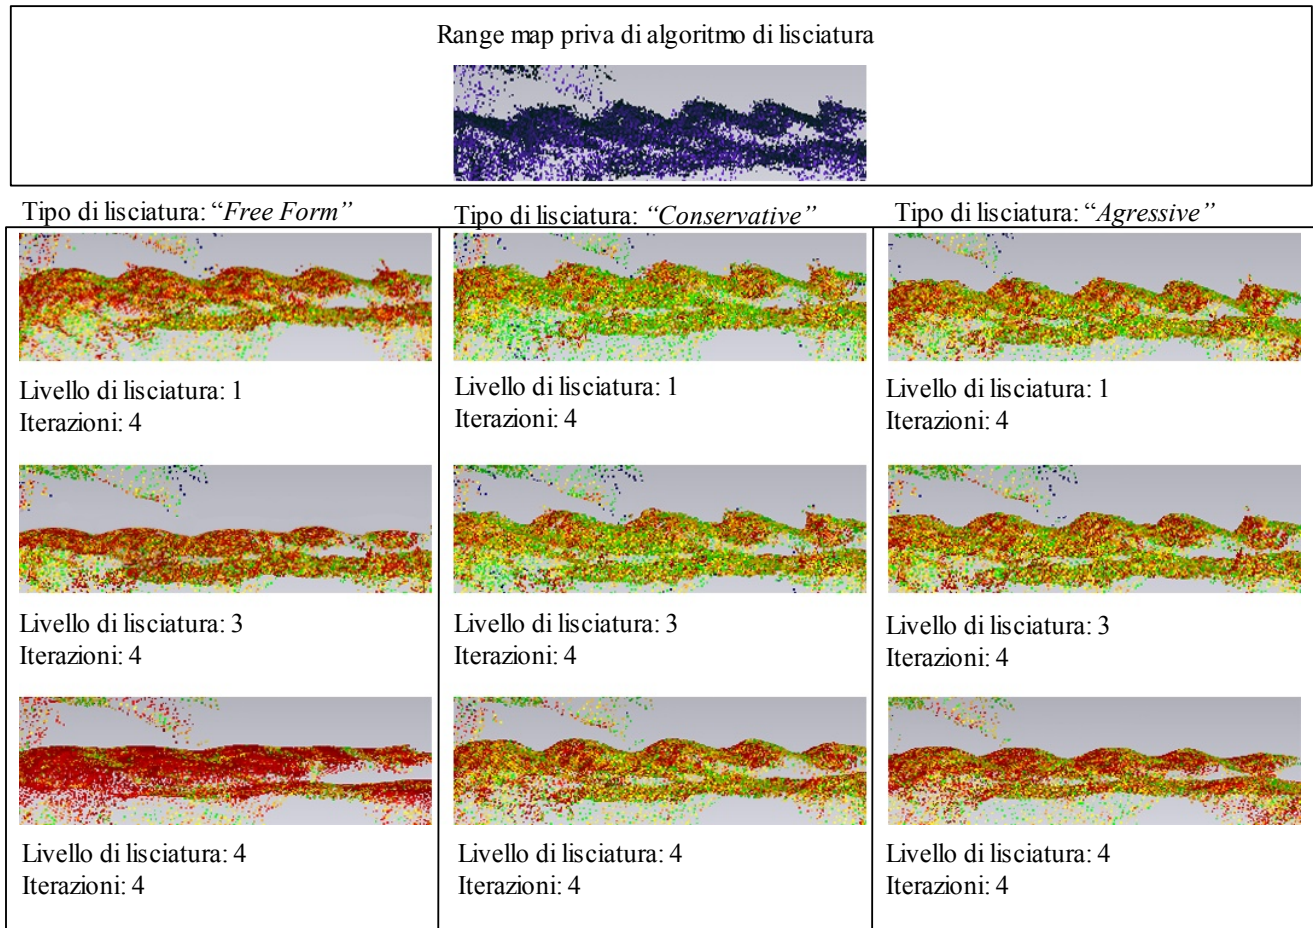 Range map priva di algoritmo di lisciatura
Tipo di lisciatura: “Free Form”
Tipo di lisciatura: “Conservative”
Tipo di lisciatura: “Agressive”
Livello di lisciatura: 1
Iterazioni: 4
Livello di lisciatura: 1
Iterazioni: 4
Livello di lisciatura: 1
Iterazioni: 4
Livello di lisciatura: 3
Iterazioni: 4
Livello di lisciatura: 3
Iterazioni: 4
Livello di lisciatura: 3
Iterazioni: 4
Livello di lisciatura: 4
Iterazioni: 4
Livello di lisciatura: 4
Iterazioni: 4
Livello di lisciatura: 4
Iterazioni: 4